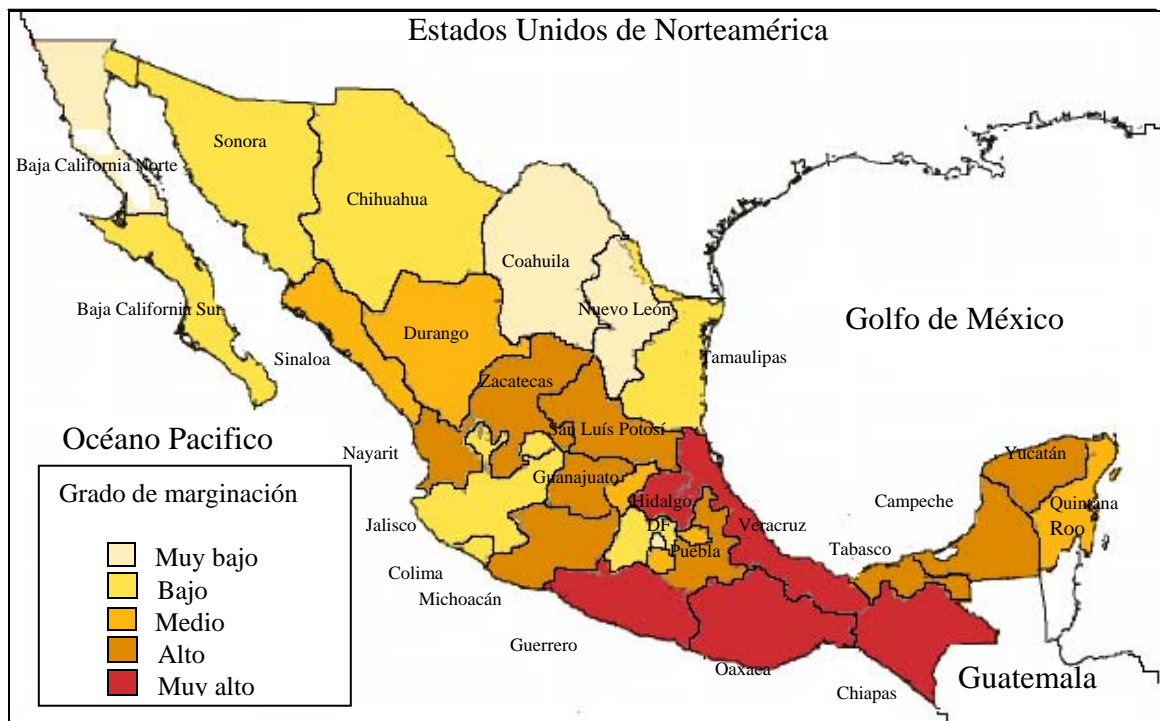 Estados Unidos de Norteamérica
Sonora
Baja California Norte
Chihuahua
Coahuila
Baja California Sur
Nuevo León
Golfo de México
Durango
Sinaloa
Tamaulipas
Zacatecas
Océano Pacifico
San Luís Potosí
Nayarit
Yucatán
Guanajuato
Grado de marginación
Hidalgo
Campeche
Quintana
Roo
Jalisco
DF
Veracruz
Puebla
Tabasco
Muy bajo
Colima
Bajo
Michoacán
Medio
Guerrero
Alto
Oaxaca
Guatemala
Muy alto
Chiapas